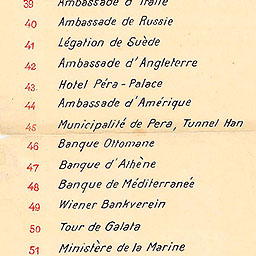 39 Ambassade d'Italie
40 Ambassade de Russie
41 Légation de Suède
42 Ambassade d'Angleterre
43 Hotel Péra-Palace
44 Ambassade d'Amérique
45 Municipalité de Pera, Tunnel Han
46 Banque Ottomane
47 Banque d'Athène
48 Banque de Méditerranée
49 Wiener Bankverein
50 Tour de Galata
51 Ministère de la Marine